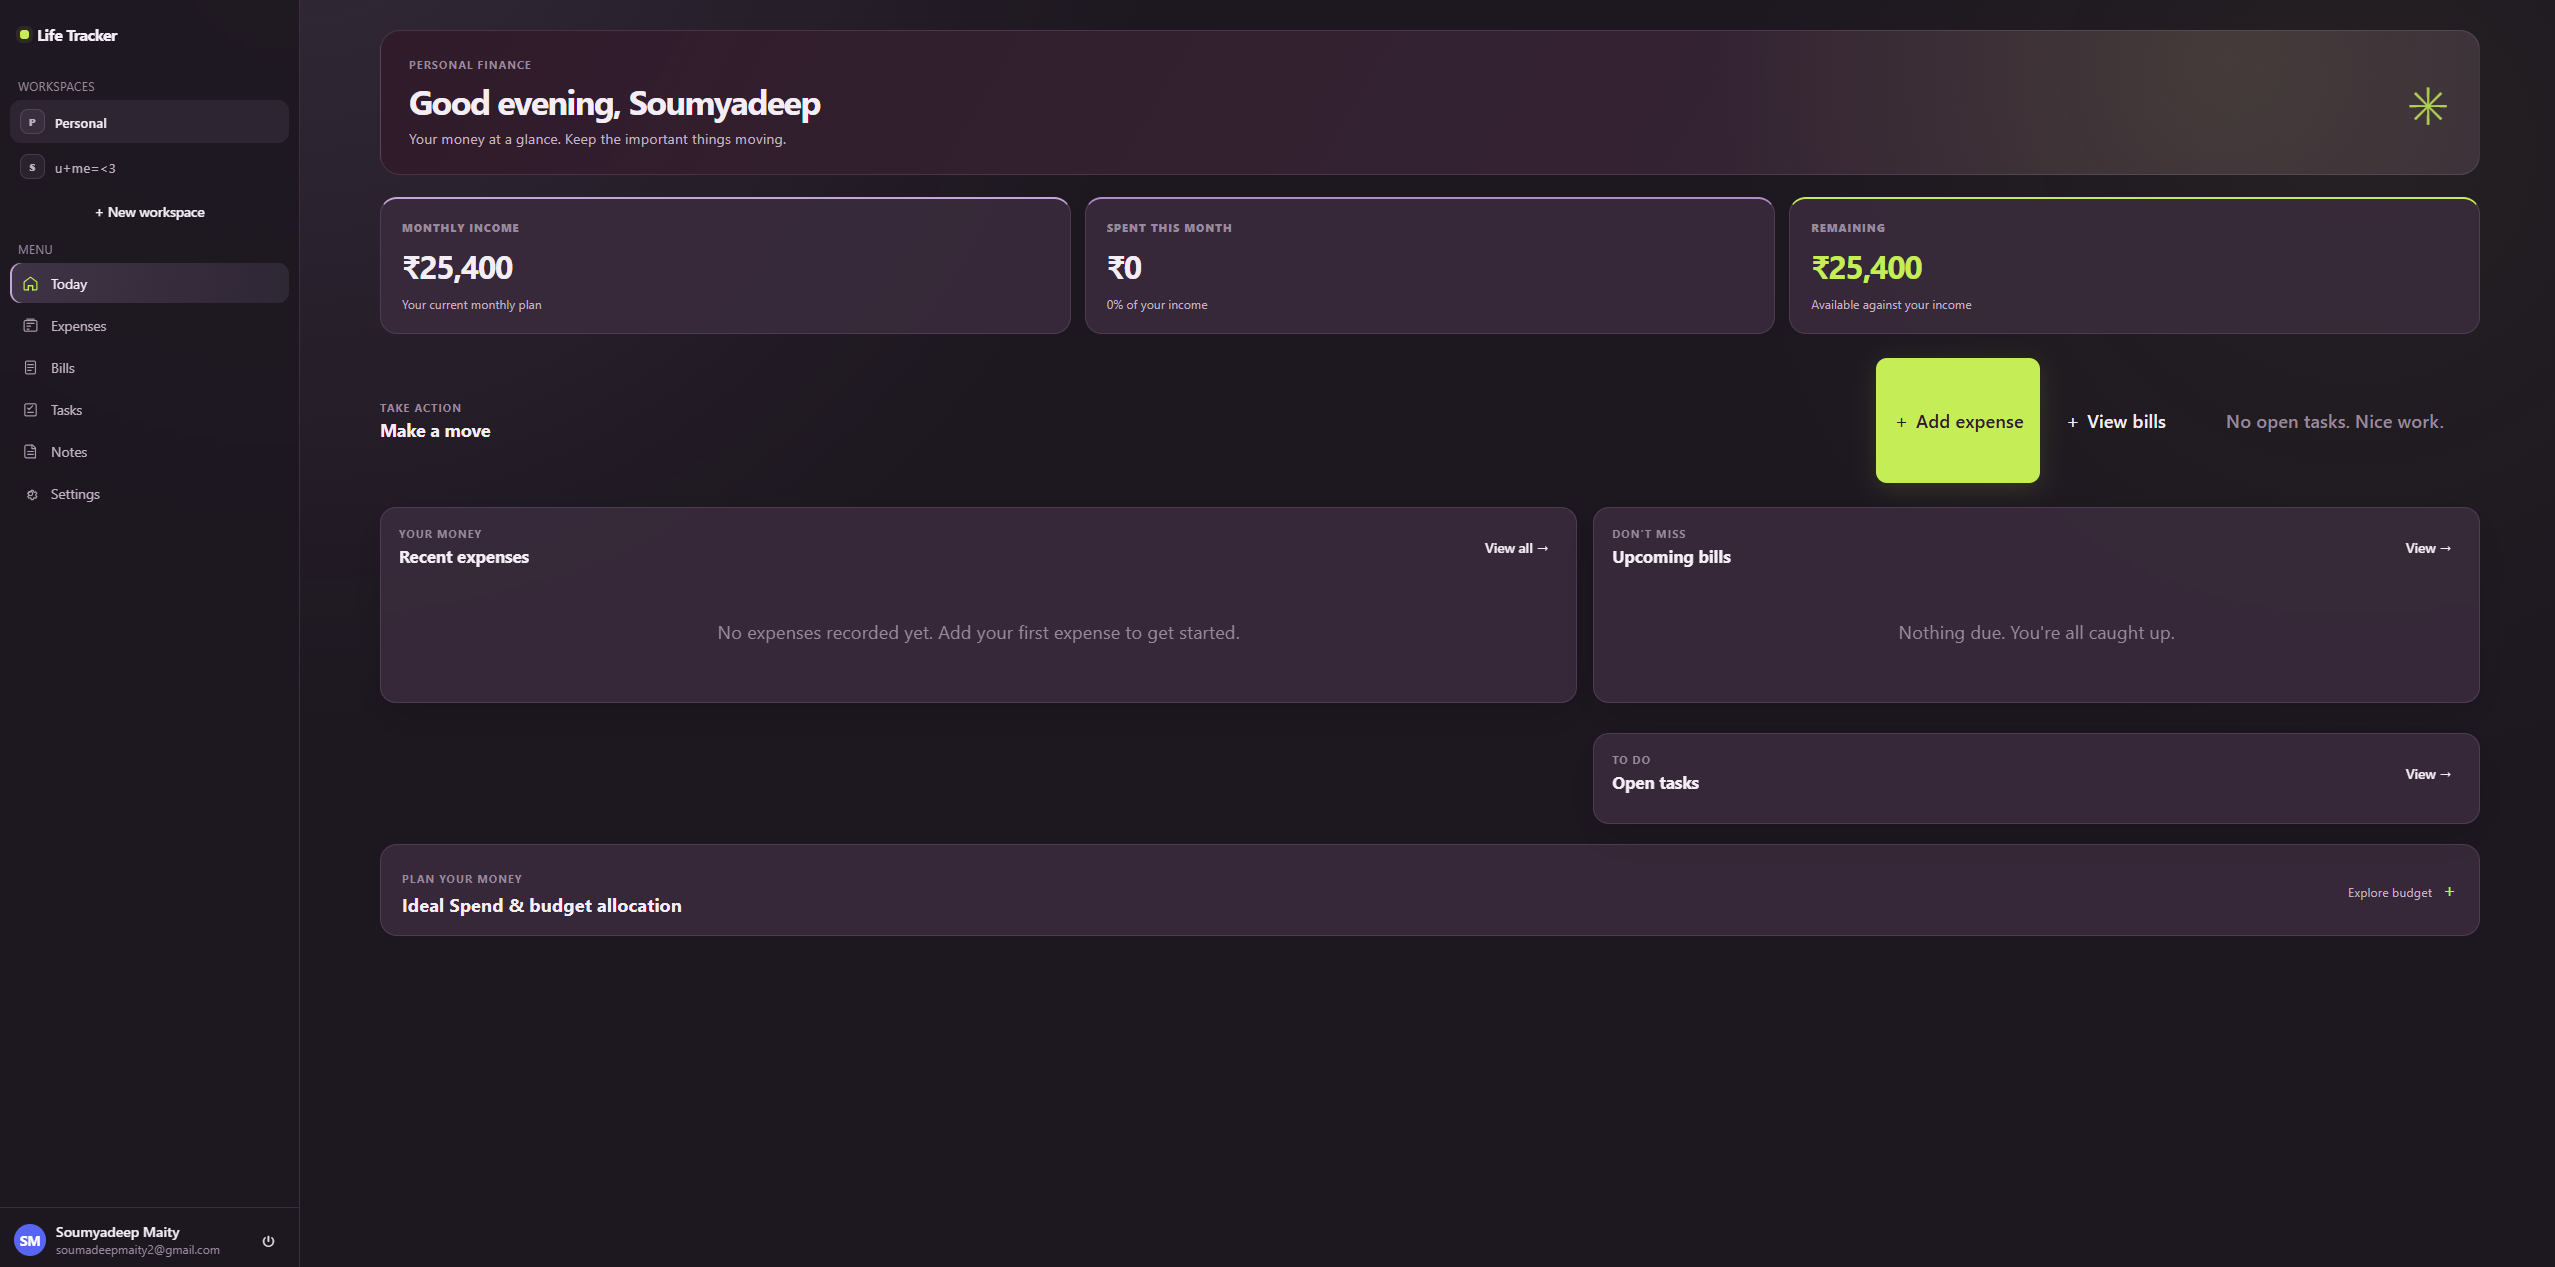 Life Tracker
WORKSPACES
P Personal
S u+me=<3
+ New workspace
MENU
Today
Expenses
Bills
Tasks
Notes
Settings
SM Soumyadeep Maity
soumadeepmaity2@gmail.com
PERSONAL FINANCE
Good evening, Soumyadeep
Your money at a glance. Keep the important things moving.
MONTHLY INCOME
₹25,400
Your current monthly plan
SPENT THIS MONTH
₹0
0% of your income
REMAINING
₹25,400
Available against your income
TAKE ACTION
Make a move
+ Add expense
+ View bills
No open tasks. Nice work.
YOUR MONEY
Recent expenses
View all →
No expenses recorded yet. Add your first expense to get started.
DON'T MISS
Upcoming bills
View →
Nothing due. You're all caught up.
TO DO
Open tasks
View →
PLAN YOUR MONEY
Ideal Spend & budget allocation
Explore budget +